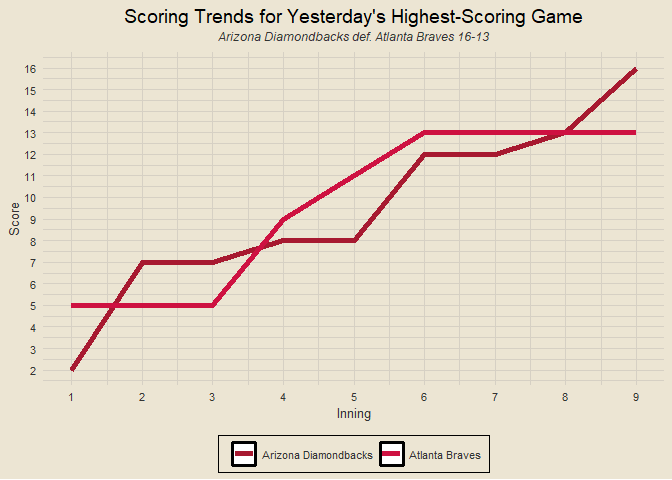 Scoring Trends for Yesterday's Highest-Scoring Game
Arizona Diamondbacks def. Atlanta Braves 16-13
16
15
14
13
12
11
10
9
8
7
6
5
4
3
2
Score
1 2 3 4 5 6 7 8 9
Inning
Arizona Diamondbacks Atlanta Braves